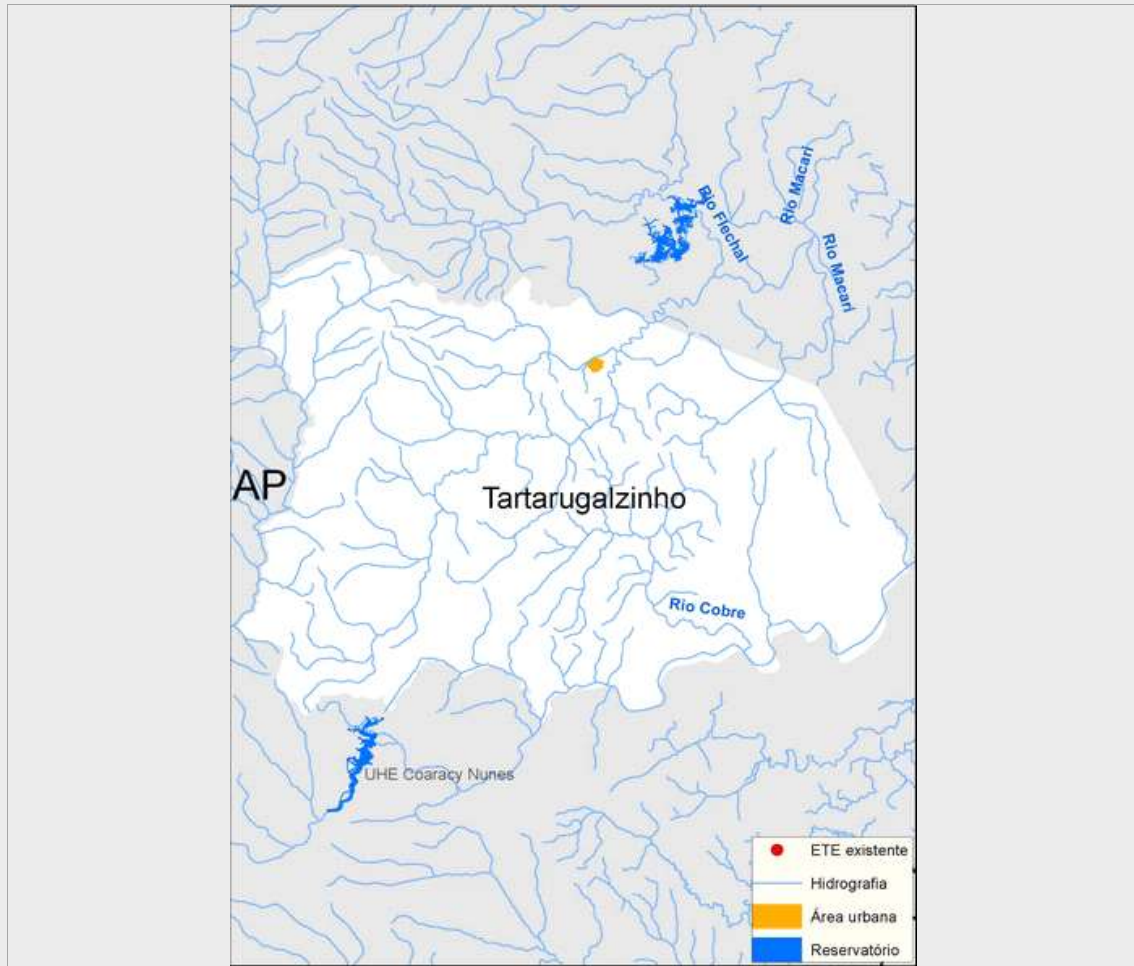 Rio Macari
Rio Flechal
Rio Macari
AP
Tartarugalzinho
Rio Cobre
UHE Coaracy Nunes
ETE existente
Hidrografia
Área urbana
Reservatório